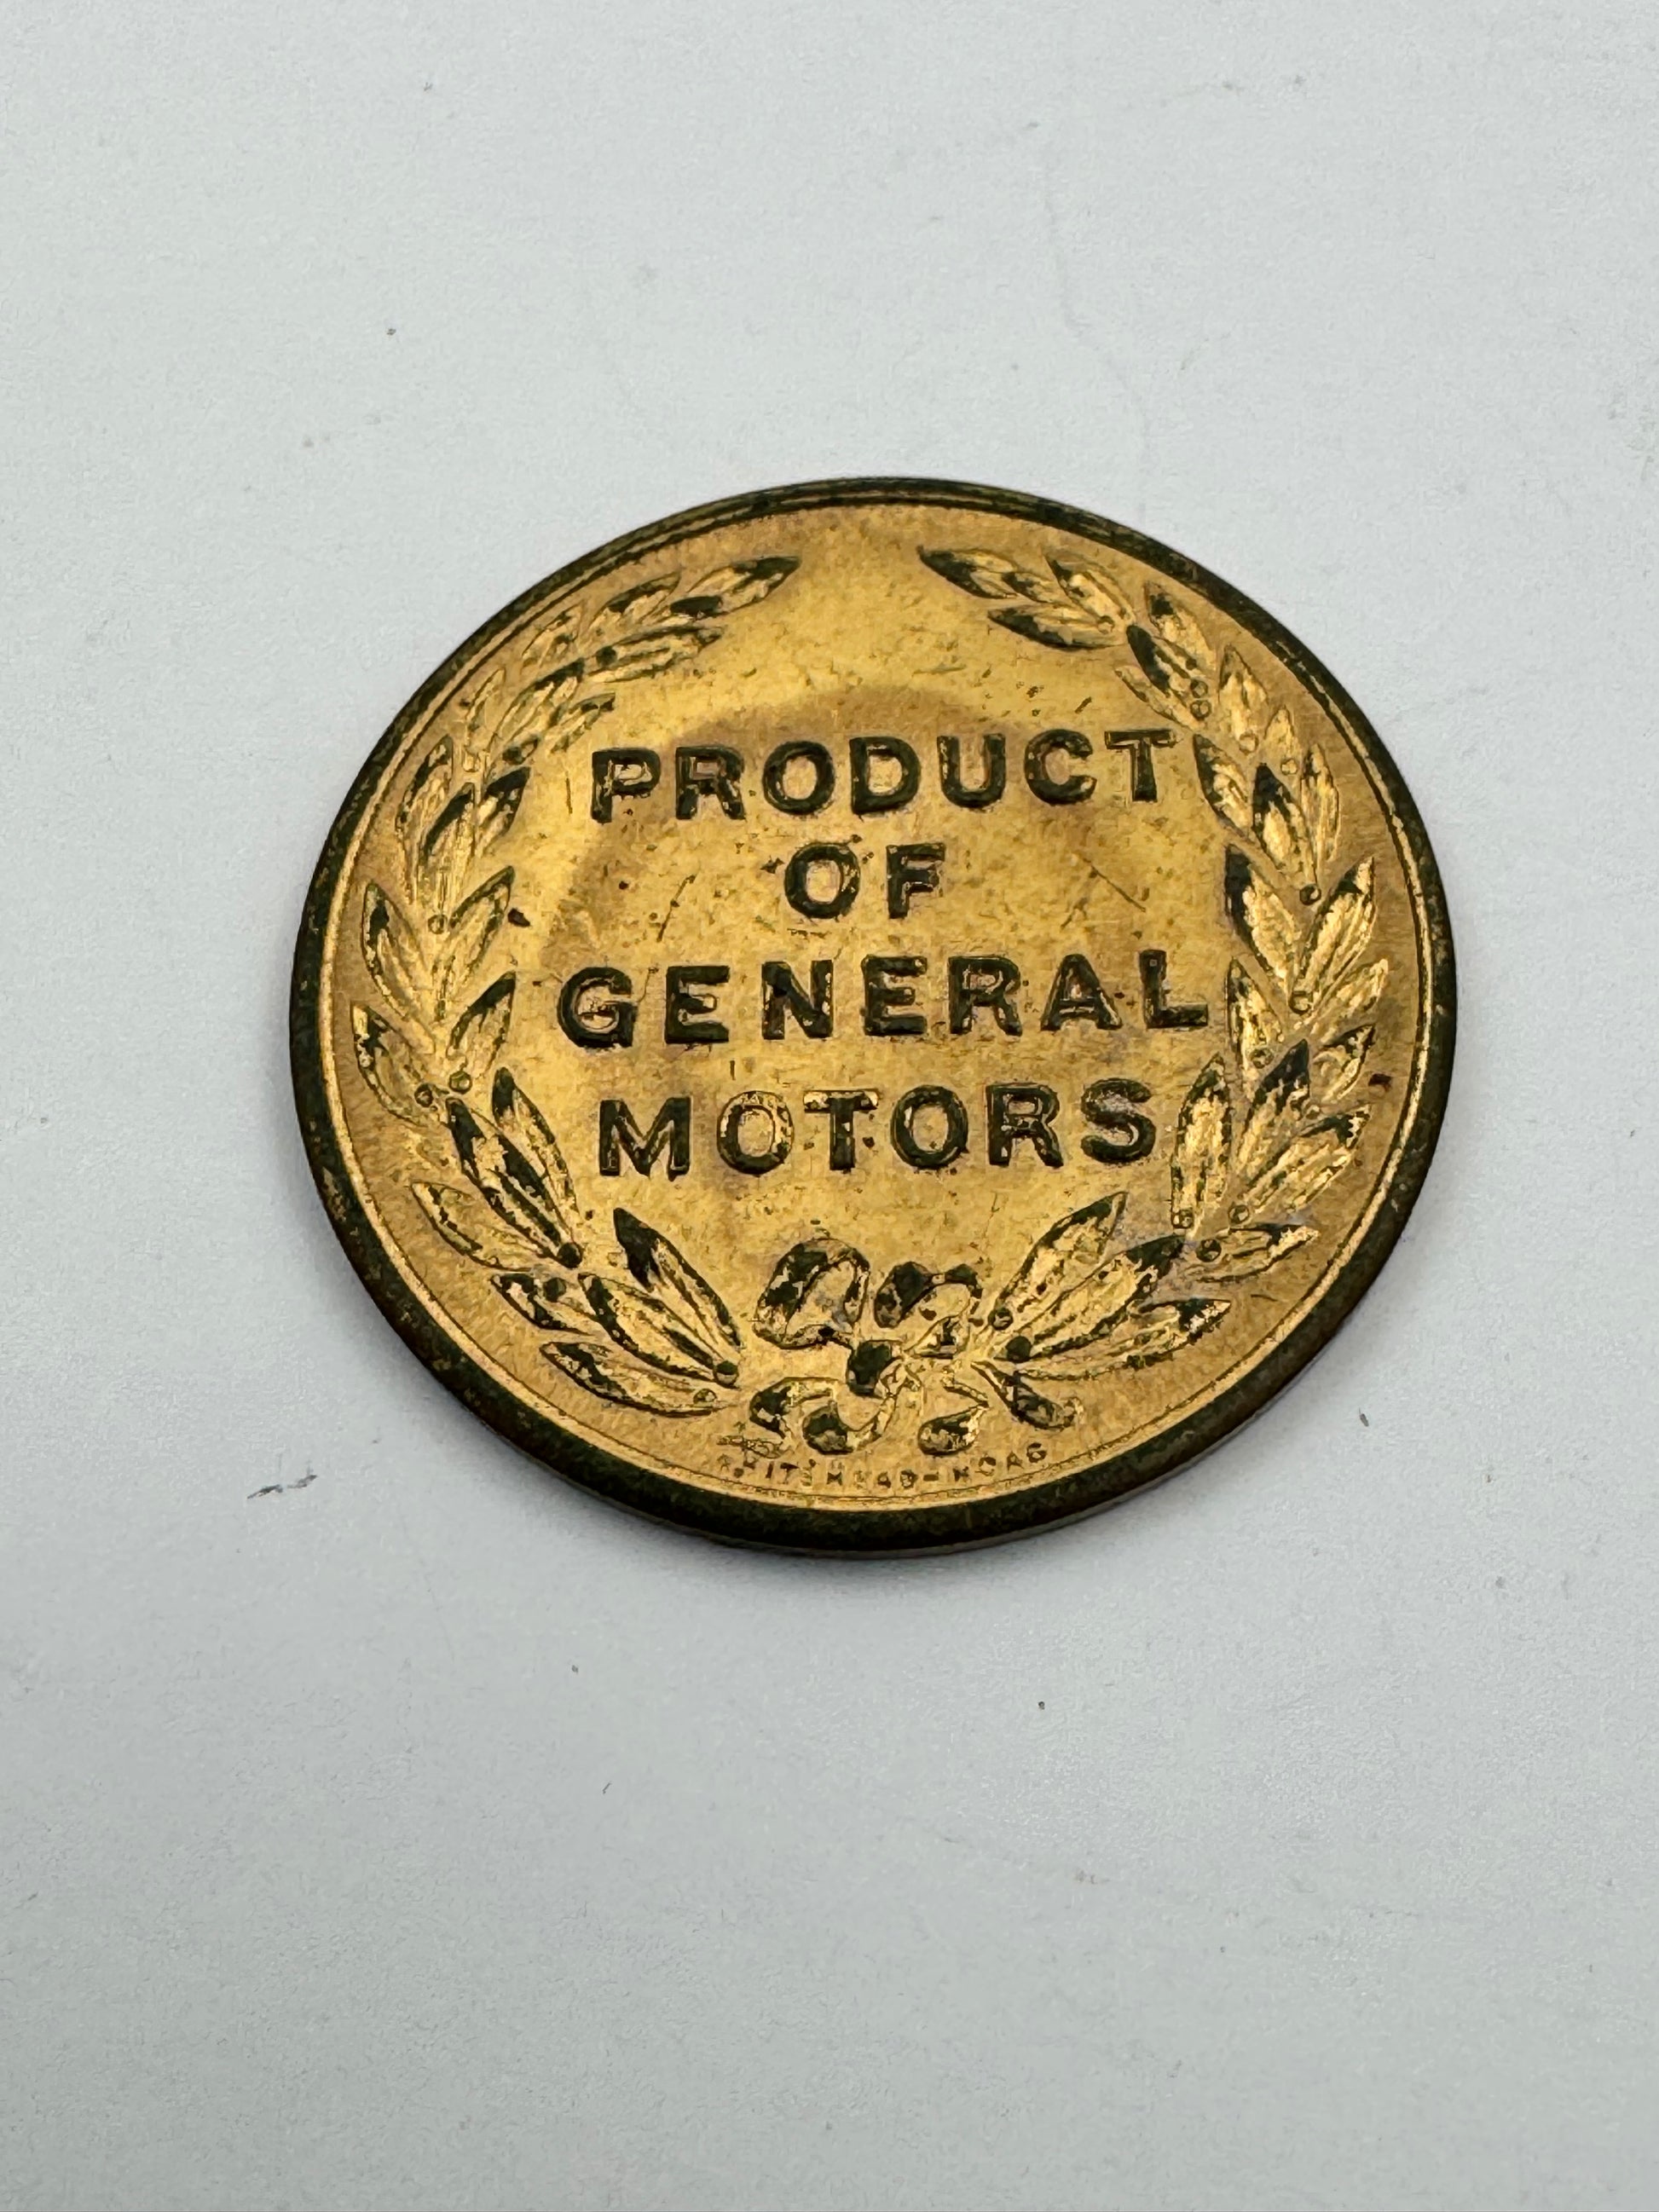 PRODUCT
OF
GENERAL
MOTORS